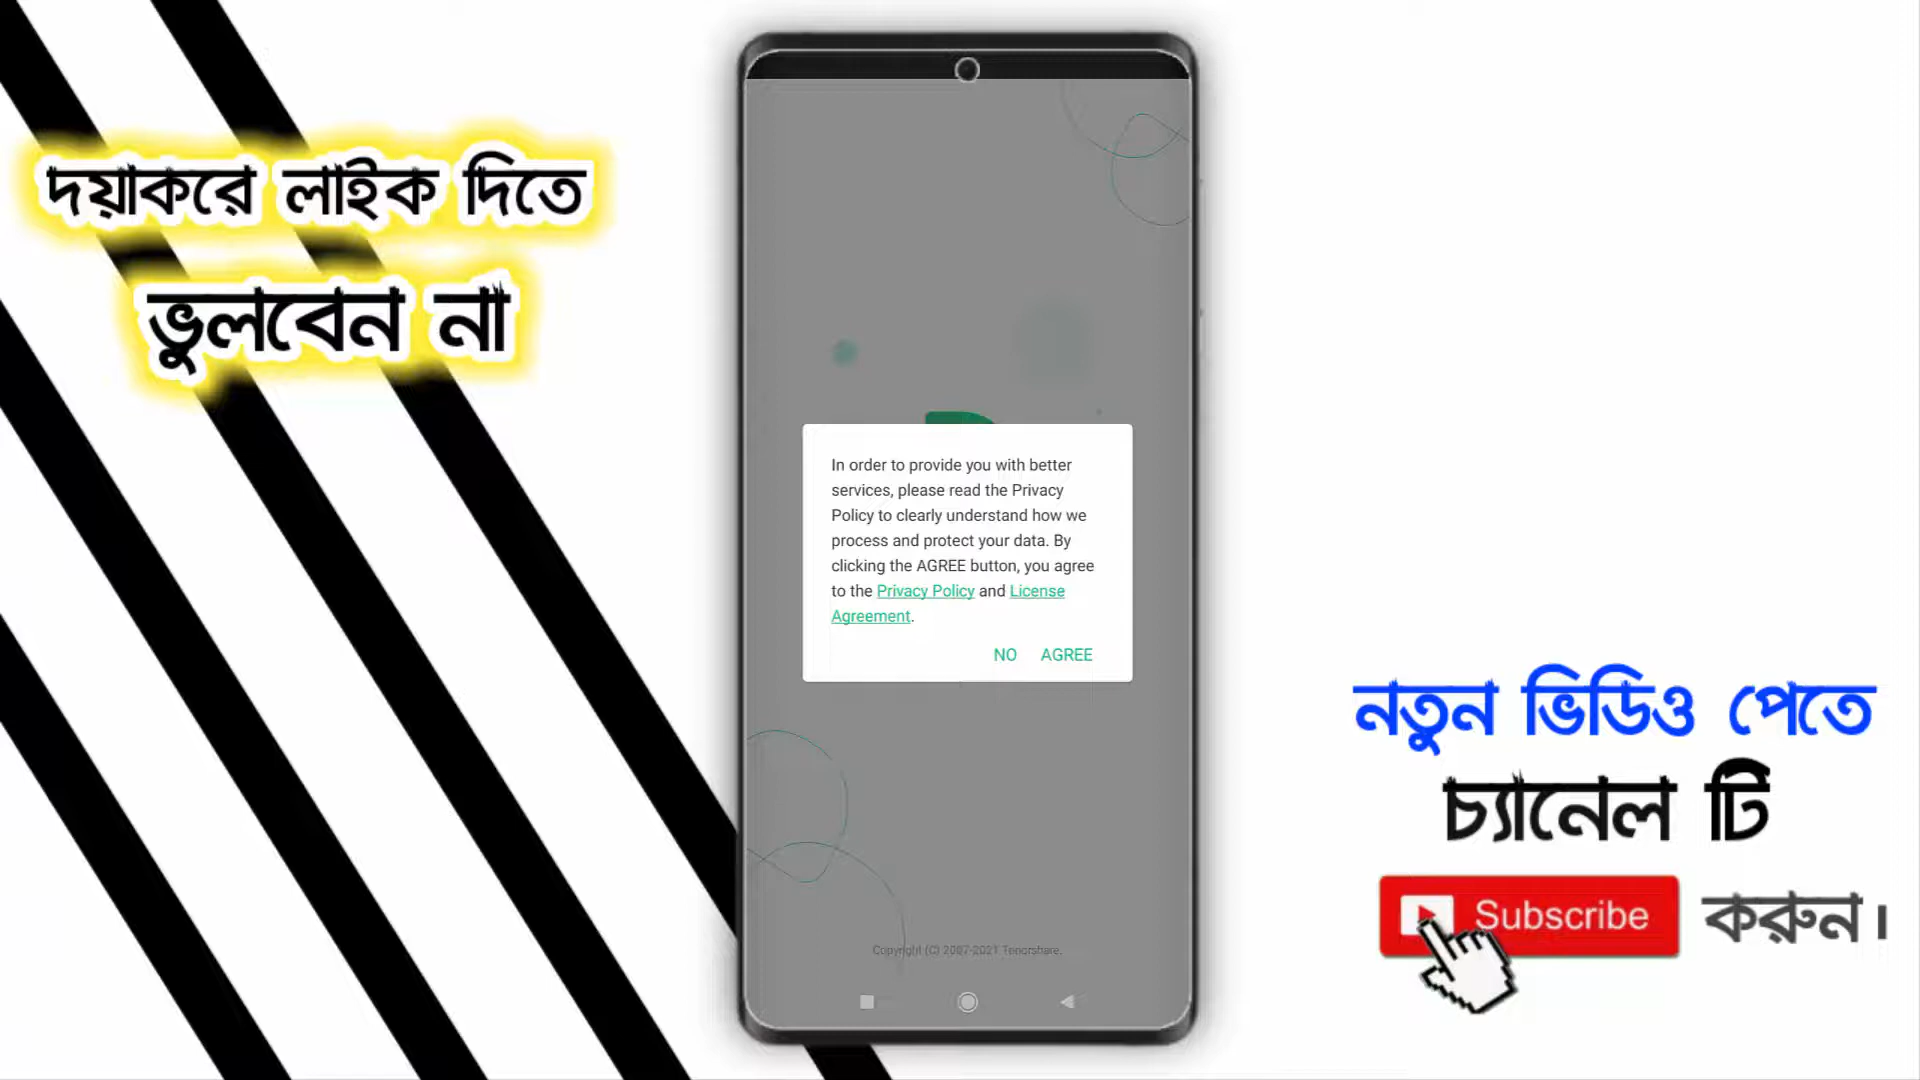 দয়াকরে লাইক দিতে
ভুলবেন না
In order to provide you with better
services, please read the Privacy
Policy to clearly understand how we
process and protect your data. By
clicking the AGREE button, you agree
to the Privacy Policy and License
Agreement.
NO AGREE
Copyright (C) 2007-2021 Tenorshare.
নতুন ভিডিও পেতে
চ্যানেল টি
Subscribe করুন।